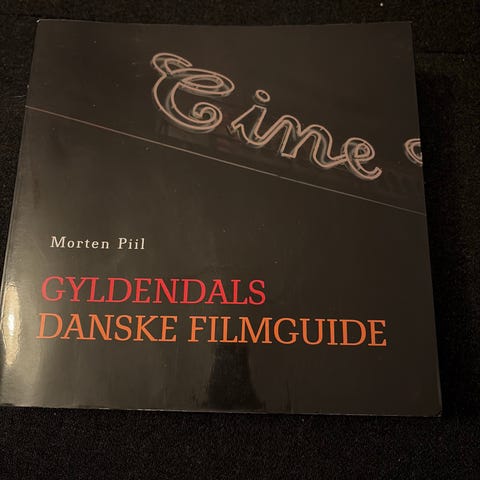 Cine
Morten Piil
GYLDENDALS
DANSKE FILMGUIDE